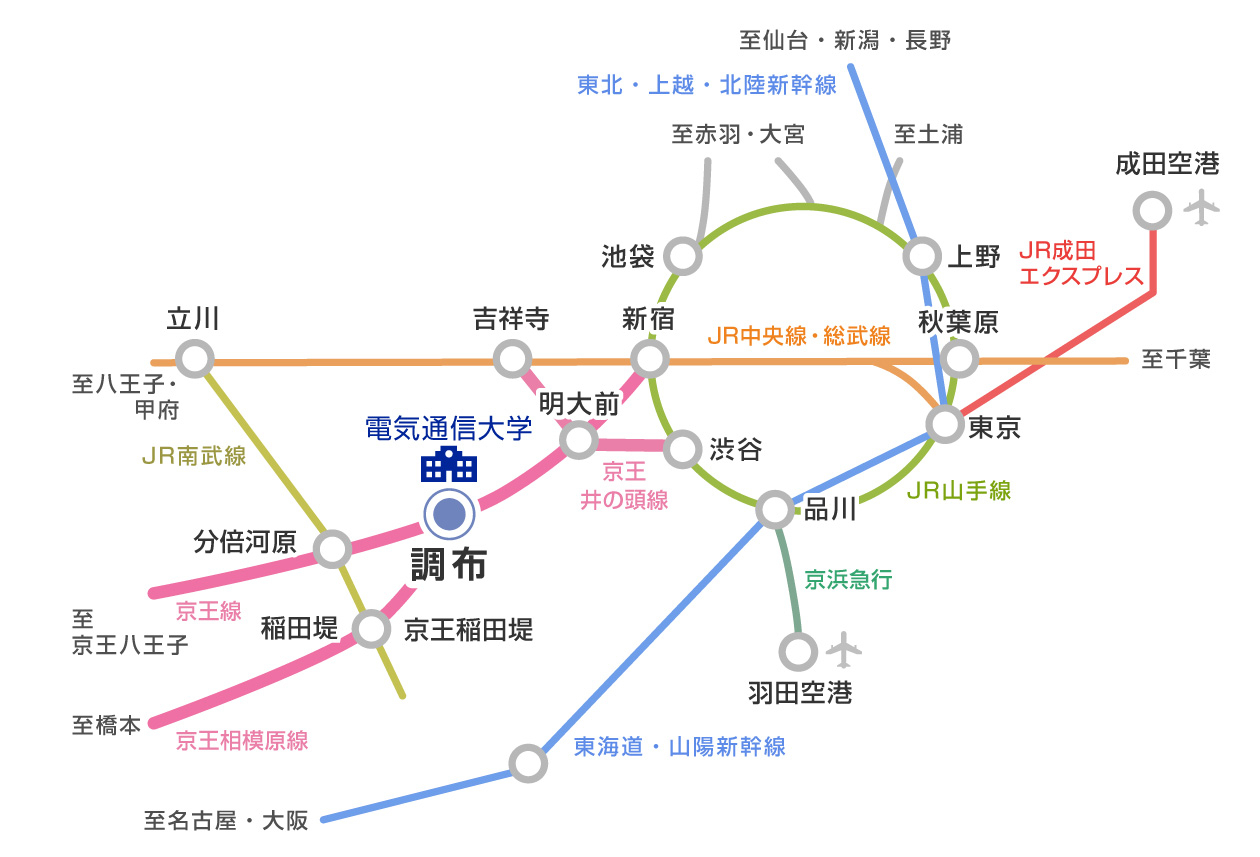 至仙台・新潟・長野
東北・上越・北陸新幹線
至赤羽・大宮
至土浦
成田空港
池袋
上野
JR成田
エクスプレス
立川
吉祥寺
新宿
JR中央線・総武線
秋葉原
至千葉
至八王子・
甲府
明大前
電気通信大学
渋谷
東京
JR南武線
京王
井の頭線
JR山手線
品川
分倍河原
調布
京浜急行
京王線
至
京王八王子
稲田堤
京王稲田堤
羽田空港
至橋本
京王相模原線
東海道・山陽新幹線
至名古屋・大阪